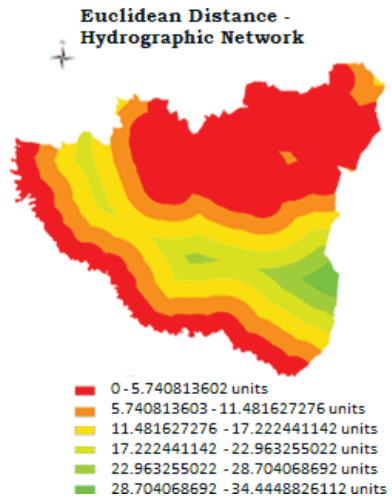 Euclidean Distance -
Hydrographic Network
0 - 5.740813602 units
5.740813603 - 11.481627276 units
11.481627276 - 17.222441142 units
17.222441142 - 22.963255022 units
22.963255022 - 28.704068692 units
28.704068692 - 34.4448826112 units